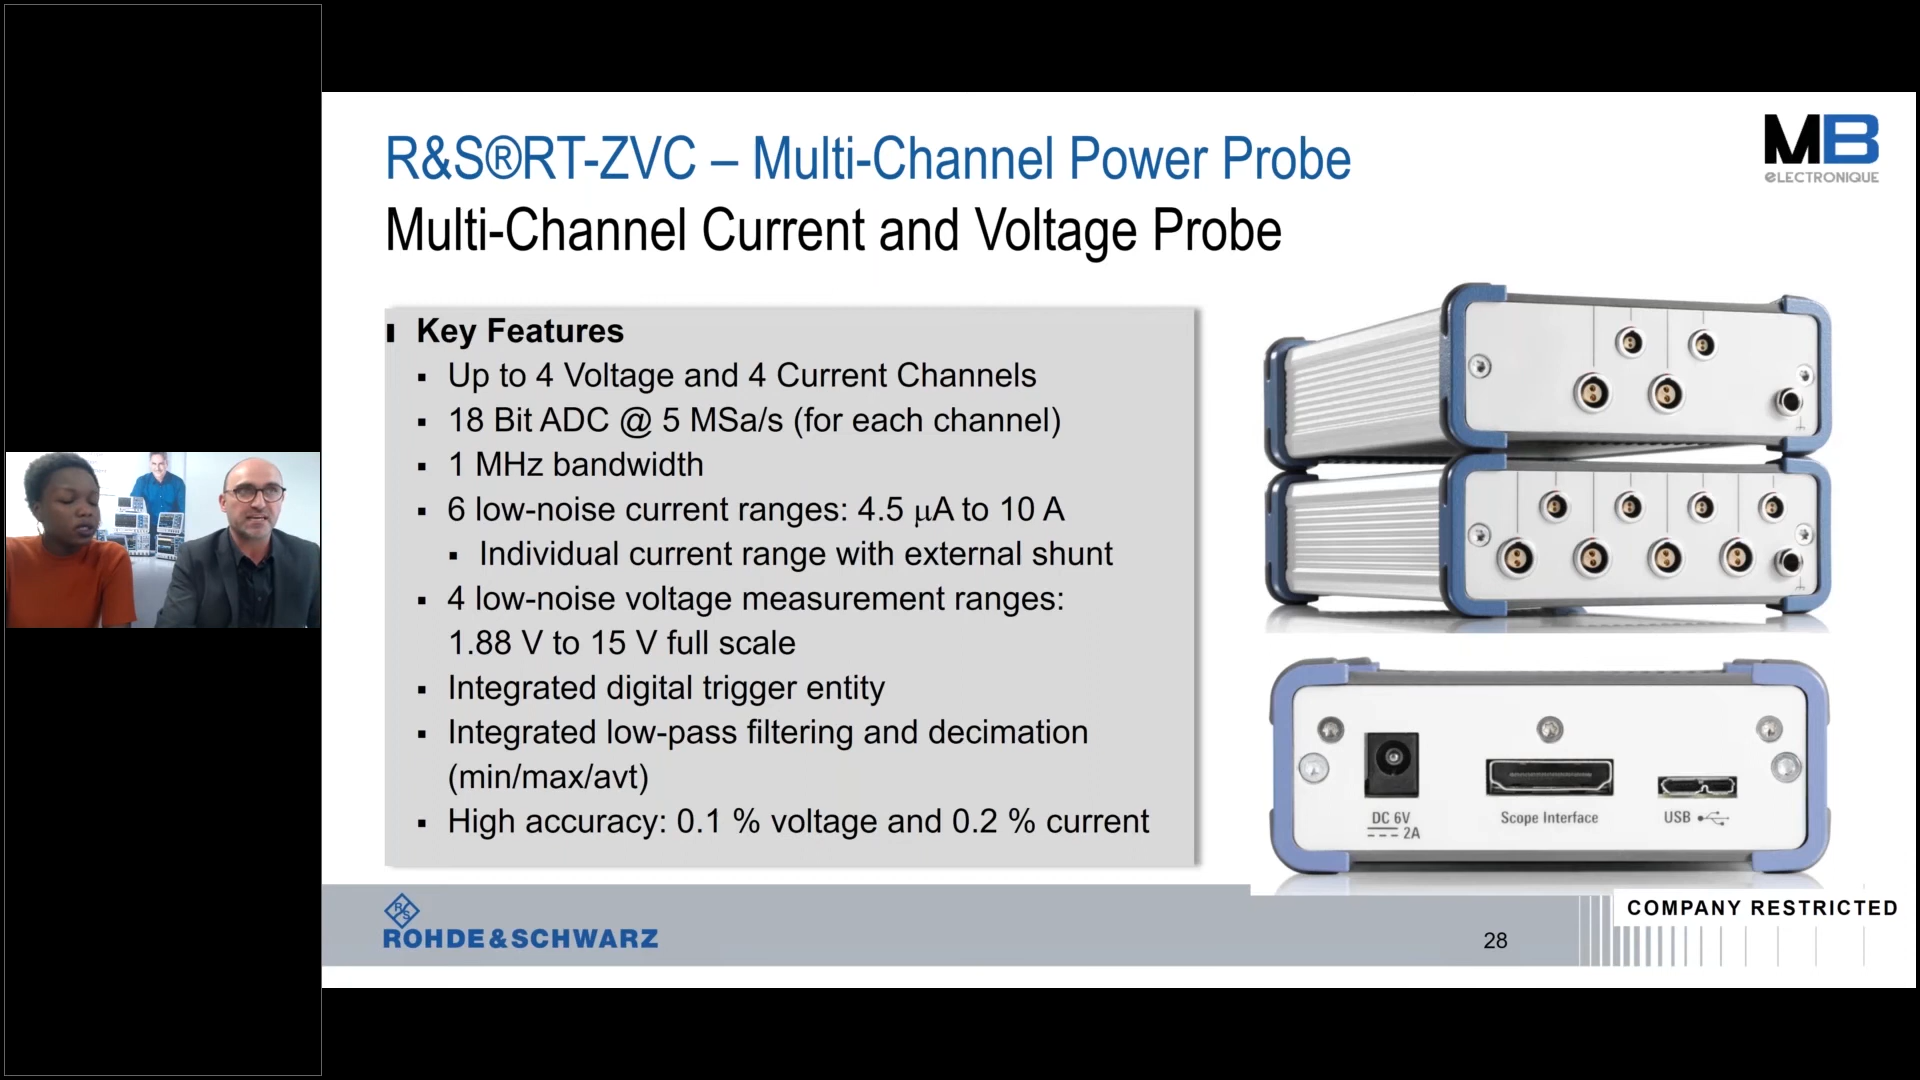 R&S®RT-ZVC – Multi-Channel Power Probe
Multi-Channel Current and Voltage Probe
MB
eLECTRONIQUE
Key Features
Up to 4 Voltage and 4 Current Channels
18 Bit ADC @ 5 MSa/s (for each channel)
1 MHz bandwidth
6 low-noise current ranges: 4.5 µA to 10 A
Individual current range with external shunt
4 low-noise voltage measurement ranges:
1.88 V to 15 V full scale
Integrated digital trigger entity
Integrated low-pass filtering and decimation
(min/max/avt)
High accuracy: 0.1 % voltage and 0.2 % current
DC 6V
2A
Scope Interface
USB
R&S
ROHDE&SCHWARZ
28
COMPANY RESTRICTED